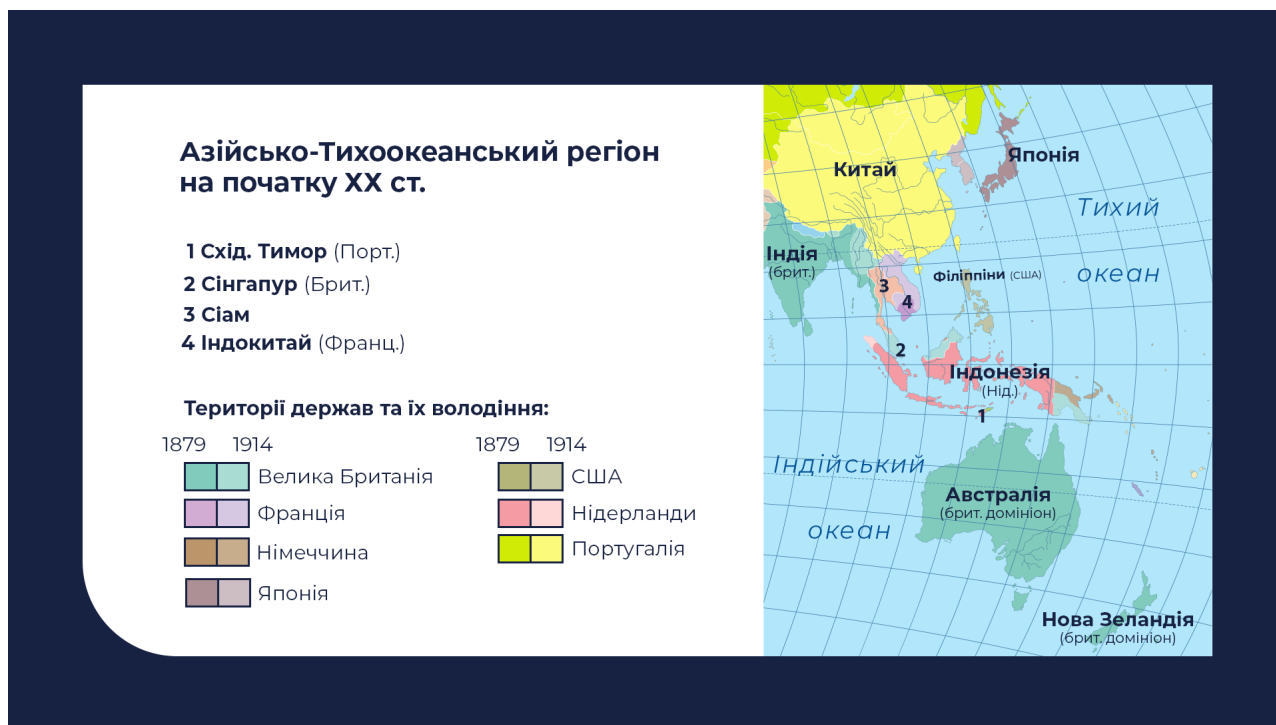 Азійсько-Тихоокеанський регіон
на початку XX ст.
1 Схід. Тимор (Порт.)
2 Сінгапур (Брит.)
3 Сіам
4 Індокитай (Франц.)
Території держав та їх володіння:
1879 1914
Велика Британія
Франція
Німеччина
Японія
1879 1914
США
Нідерланди
Португалія
Китай
Японія
Тихий
океан
Індія
(брит.)
Філіппіни (США)
3
4
2
Індонезія
(Нід.)
1
Індійський
океан
Австралія
(брит. домініон)
Нова Зеландія
(брит. домініон)